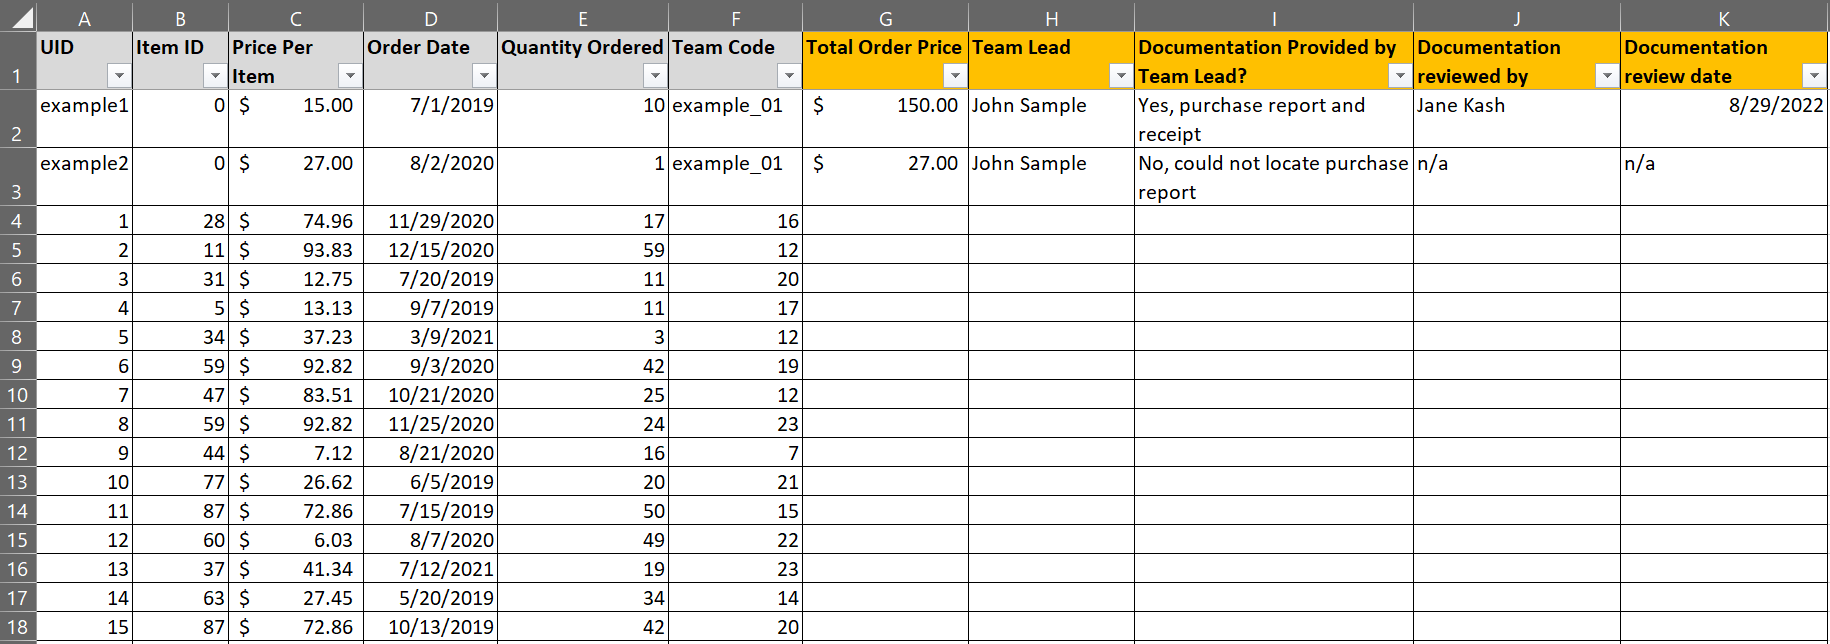 A B C D E F G H I J K
1 UID Item ID Price Per Item Order Date Quantity Ordered Team Code Total Order Price Team Lead Documentation Provided by Team Lead? Documentation reviewed by Documentation review date
2 example1 0 $ 15.00 7/1/2019 10 example_01 $ 150.00 John Sample Yes, purchase report and receipt Jane Kash 8/29/2022
3 example2 0 $ 27.00 8/2/2020 1 example_01 $ 27.00 John Sample No, could not locate purchase report n/a n/a
4 1 28 $ 74.96 11/29/2020 17 16
5 2 11 $ 93.83 12/15/2020 59 12
6 3 31 $ 12.75 7/20/2019 11 20
7 4 5 $ 13.13 9/7/2019 11 17
8 5 34 $ 37.23 3/9/2021 3 12
9 6 59 $ 92.82 9/3/2020 42 19
10 7 47 $ 83.51 10/21/2020 25 12
11 8 59 $ 92.82 11/25/2020 24 23
12 9 44 $ 7.12 8/21/2020 16 7
13 10 77 $ 26.62 6/5/2019 20 21
14 11 87 $ 72.86 7/15/2019 50 15
15 12 60 $ 6.03 8/7/2020 49 22
16 13 37 $ 41.34 7/12/2021 19 23
17 14 63 $ 27.45 5/20/2019 34 14
18 15 87 $ 72.86 10/13/2019 42 20